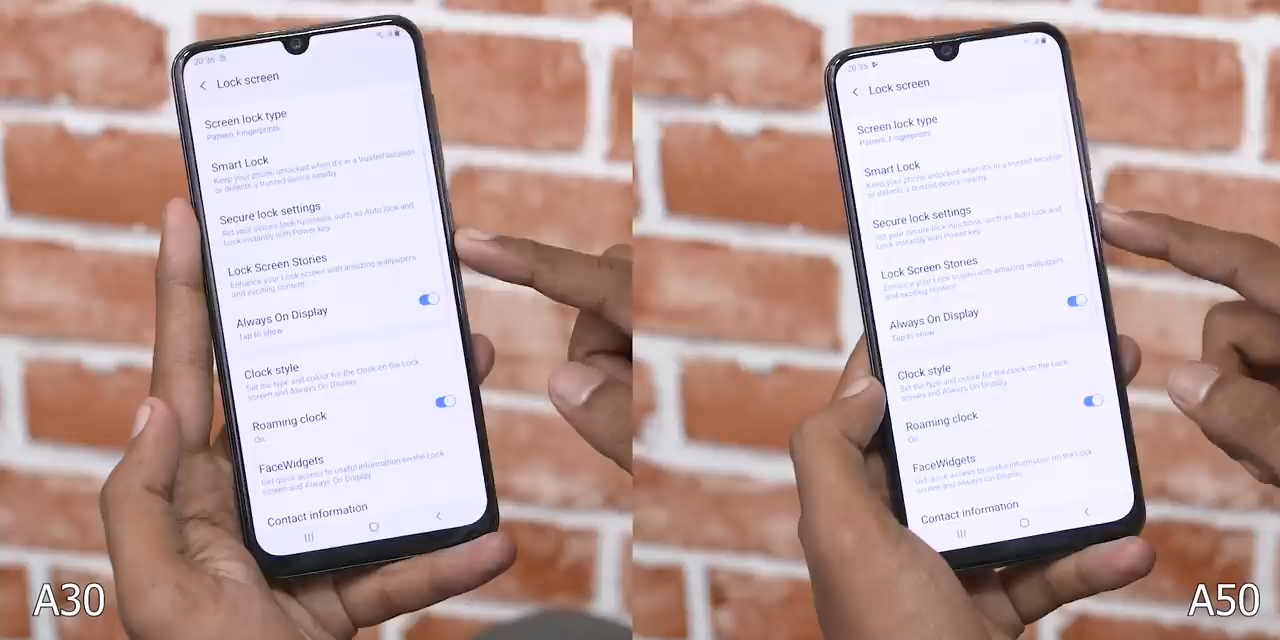 20:36
Lock screen
Screen lock type
Pattern, Fingerprints
Smart Lock
Keep your phone unlocked when it's in a trusted location
or detects a trusted device nearby.
Secure lock settings
Set your secure lock functions, such as Auto lock and
Lock instantly with Power key.
Lock Screen Stories
Enhance your Lock screen with amazing wallpapers
and exciting content.
Always On Display
Tap to show
Clock style
Set the type and colour for the clock on the Lock
screen and Always On Display.
Roaming clock
On
FaceWidgets
Get quick access to useful information on the Lock
screen and Always On Display.
Contact information
A30
20:35
Lock screen
Screen lock type
Pattern, Fingerprints
Smart Lock
Keep your phone unlocked when it's in a trusted location
or detects a trusted device nearby.
Secure lock settings
Set your secure lock functions, such as Auto lock and
Lock instantly with Power key.
Lock Screen Stories
Enhance your Lock screen with amazing wallpapers
and exciting content.
Always On Display
Tap to show
Clock style
Set the type and colour for the clock on the Lock
screen and Always On Display.
Roaming clock
On
FaceWidgets
Get quick access to useful information on the Lock
screen and Always On Display.
Contact information
A50